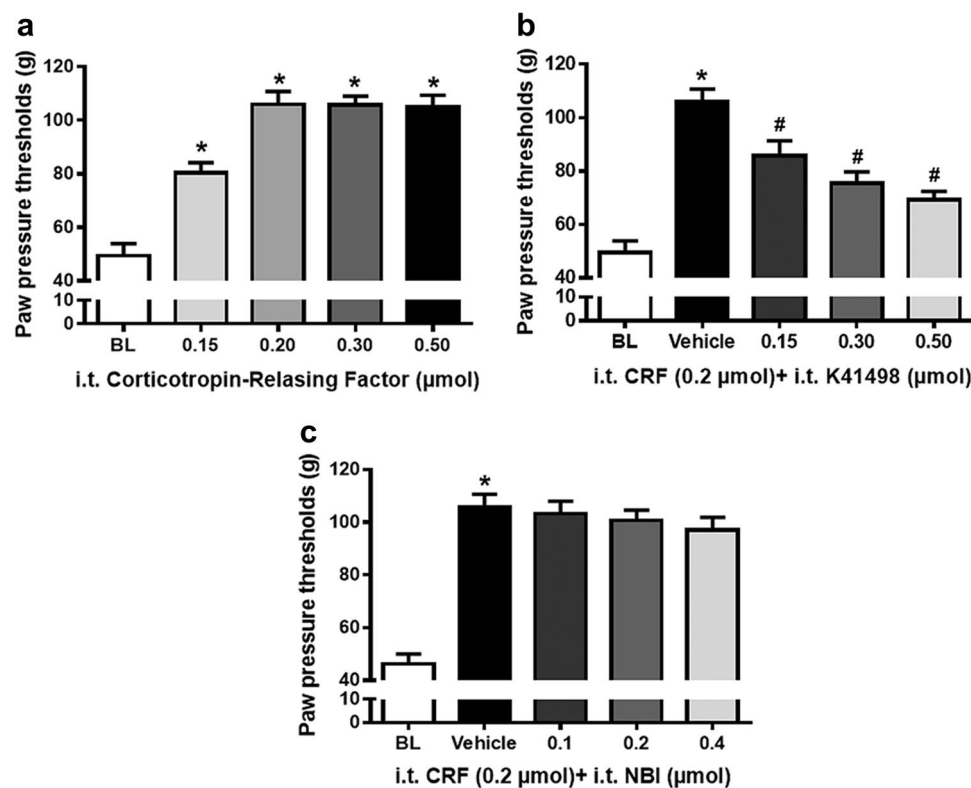 a
Paw pressure thresholds (g)
120
100
80
60
40
10
0
* * * *
BL 0.15 0.20 0.30 0.50
i.t. Corticotropin-Relasing Factor (µmol)
b
Paw pressure thresholds (g)
120
100
80
60
40
10
0
* # # #
BL Vehicle 0.15 0.30 0.50
i.t. CRF (0.2 µmol)+ i.t. K41498 (µmol)
c
Paw pressure thresholds (g)
120
100
80
60
40
10
0
*
BL Vehicle 0.1 0.2 0.4
i.t. CRF (0.2 µmol)+ i.t. NBI (µmol)